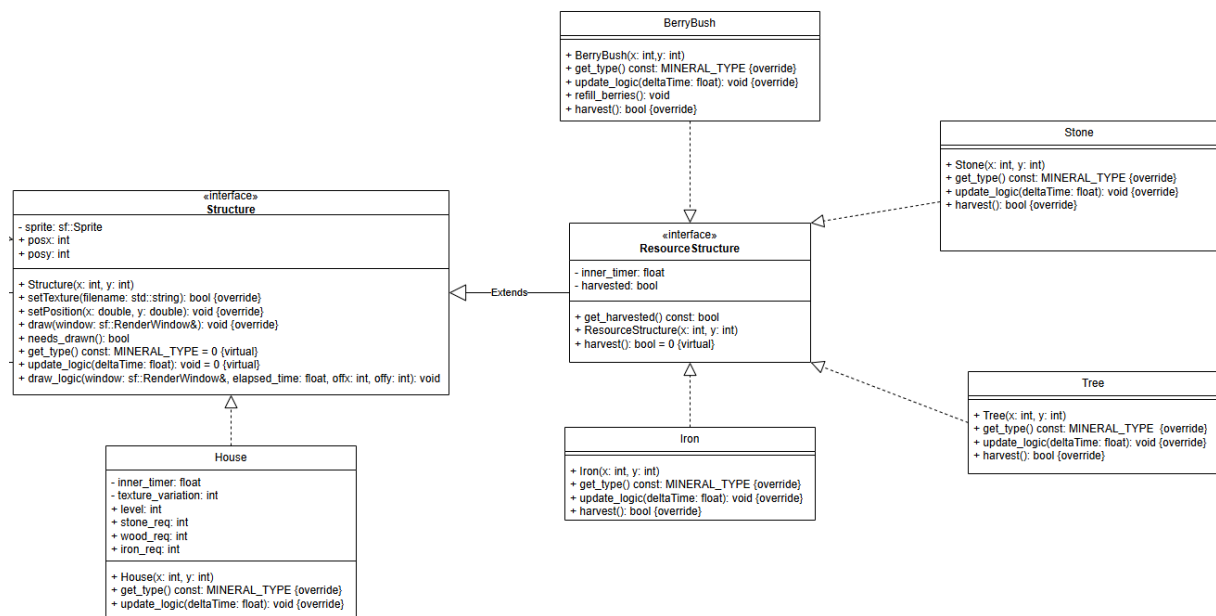 BerryBush
+ BerryBush(x: int,y: int)
+ get_type() const: MINERAL_TYPE {override}
+ update_logic(deltaTime: float): void {override}
+ refill_berries(): void
+ harvest(): bool {override}
Stone
+ Stone(x: int, y: int)
+ get_type() const: MINERAL_TYPE {override}
+ update_logic(deltaTime: float): void {override}
+ harvest(): bool {override}
«interface»
Structure
- sprite: sf::Sprite
+ posx: int
+ posy: int
+ Structure(x: int, y: int)
+ setTexture(filename: std::string): bool {override}
+ setPosition(x: double, y: double): void {override}
+ draw(window: sf::RenderWindow&): void {override}
+ needs_drawn(): bool
+ get_type() const: MINERAL_TYPE = 0 {virtual}
+ update_logic(deltaTime: float): void = 0 {virtual}
+ draw_logic(window: sf::RenderWindow&, elapsed_time: float, offx: int, offy: int): void
Extends
«interface»
ResourceStructure
- inner_timer: float
- harvested: bool
+ get_harvested() const: bool
+ ResourceStructure(x: int, y: int)
+ harvest(): bool = 0 {virtual}
Tree
+ Tree(x: int, y: int)
+ get_type() const: MINERAL_TYPE  {override}
+ update_logic(deltaTime: float): void {override}
+ harvest(): bool {override}
Iron
+ Iron(x: int, y: int)
+ get_type() const: MINERAL_TYPE {override}
+ update_logic(deltaTime: float): void {override}
+ harvest(): bool {override}
House
- inner_timer: float
- texture_variation: int
+ level: int
+ stone_req: int
+ wood_req: int
+ iron_req: int
+ House(x: int, y: int)
+ get_type() const: MINERAL_TYPE {override}
+ update_logic(deltaTime: float): void {override}